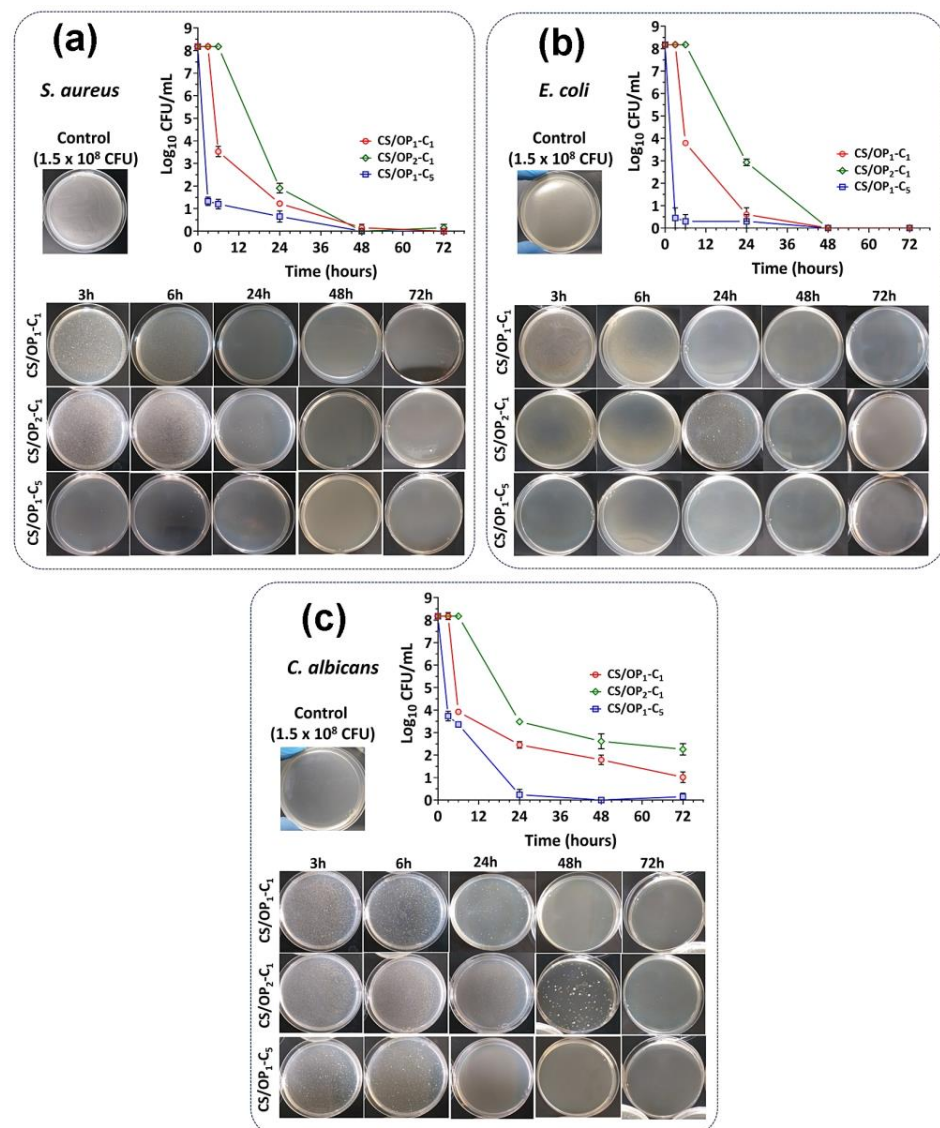 (a)
S. aureus
Control
(1.5 x 10⁸ CFU)
Log₁₀ CFU/mL
9
8
7
6
5
4
3
2
1
0
CS/OP₁-C₁
CS/OP₂-C₁
CS/OP₁-C₅
0 12 24 36 48 60 72
Time (hours)
3h 6h 24h 48h 72h
CS/OP₁-C₁
CS/OP₂-C₁
CS/OP₁-C₅
(b)
E. coli
Control
(1.5 x 10⁸ CFU)
Log₁₀ CFU/mL
9
8
7
6
5
4
3
2
1
0
CS/OP₁-C₁
CS/OP₂-C₁
CS/OP₁-C₅
0 12 24 36 48 60 72
Time (hours)
3h 6h 24h 48h 72h
CS/OP₁-C₁
CS/OP₂-C₁
CS/OP₁-C₅
(c)
C. albicans
Control
(1.5 x 10⁸ CFU)
Log₁₀ CFU/mL
9
8
7
6
5
4
3
2
1
0
CS/OP₁-C₁
CS/OP₂-C₁
CS/OP₁-C₅
0 12 24 36 48 60 72
Time (hours)
3h 6h 24h 48h 72h
CS/OP₁-C₁
CS/OP₂-C₁
CS/OP₁-C₅